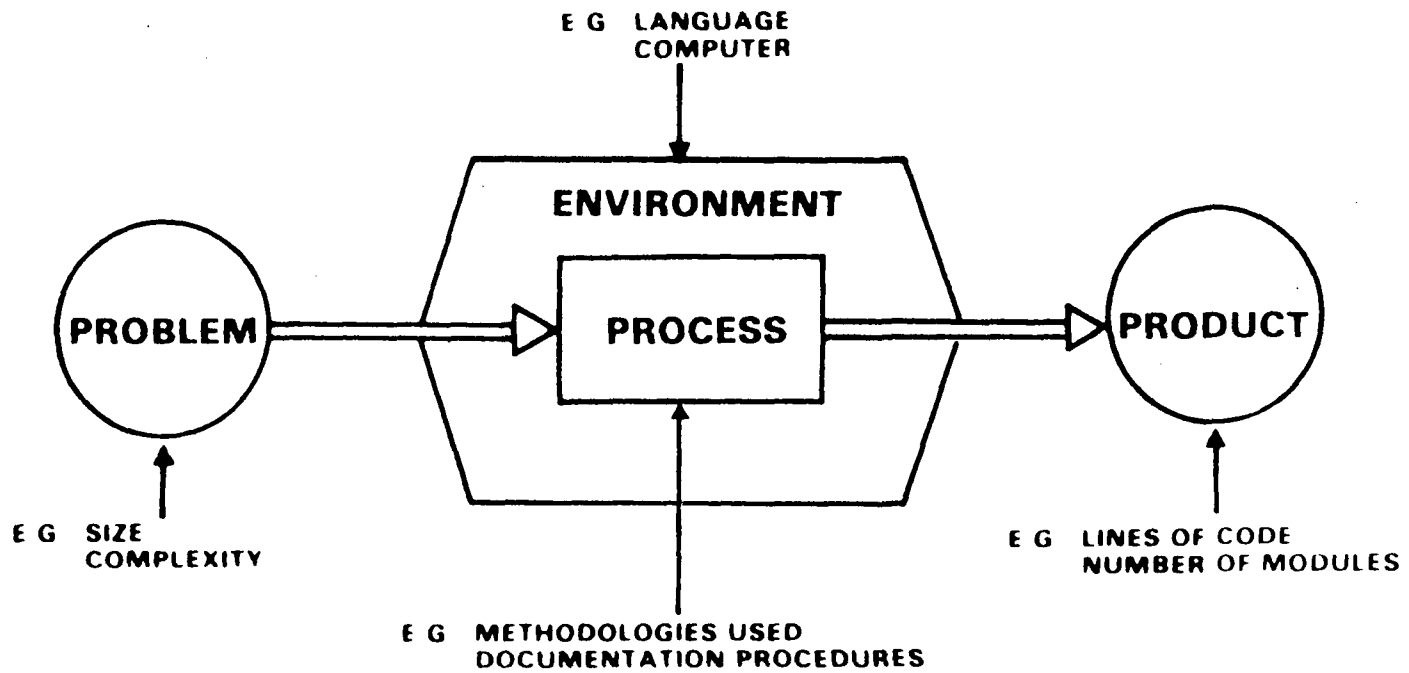 E G LANGUAGE
COMPUTER
ENVIRONMENT
PROBLEM
PROCESS
PRODUCT
E G SIZE
COMPLEXITY
E G LINES OF CODE
NUMBER OF MODULES
E G METHODOLOGIES USED
DOCUMENTATION PROCEDURES